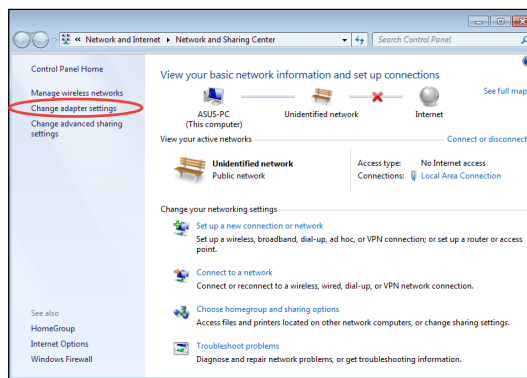 « Network and Internet ▸ Network and Sharing Center
Search Control Panel
Control Panel Home
Manage wireless networks
Change adapter settings
Change advanced sharing
settings
See also
HomeGroup
Internet Options
Windows Firewall
View your basic network information and set up connections
See full map
ASUS-PC
(This computer)
Unidentified network
Internet
View your active networks
Connect or disconnect
Unidentified network
Public network
Access type: No Internet access
Connections: Local Area Connection
Change your networking settings
Set up a new connection or network
Set up a wireless, broadband, dial-up, ad hoc, or VPN connection; or set up a router or access
point.
Connect to a network
Connect or reconnect to a wireless, wired, dial-up, or VPN network connection.
Choose homegroup and sharing options
Access files and printers located on other network computers, or change sharing settings.
Troubleshoot problems
Diagnose and repair network problems, or get troubleshooting information.